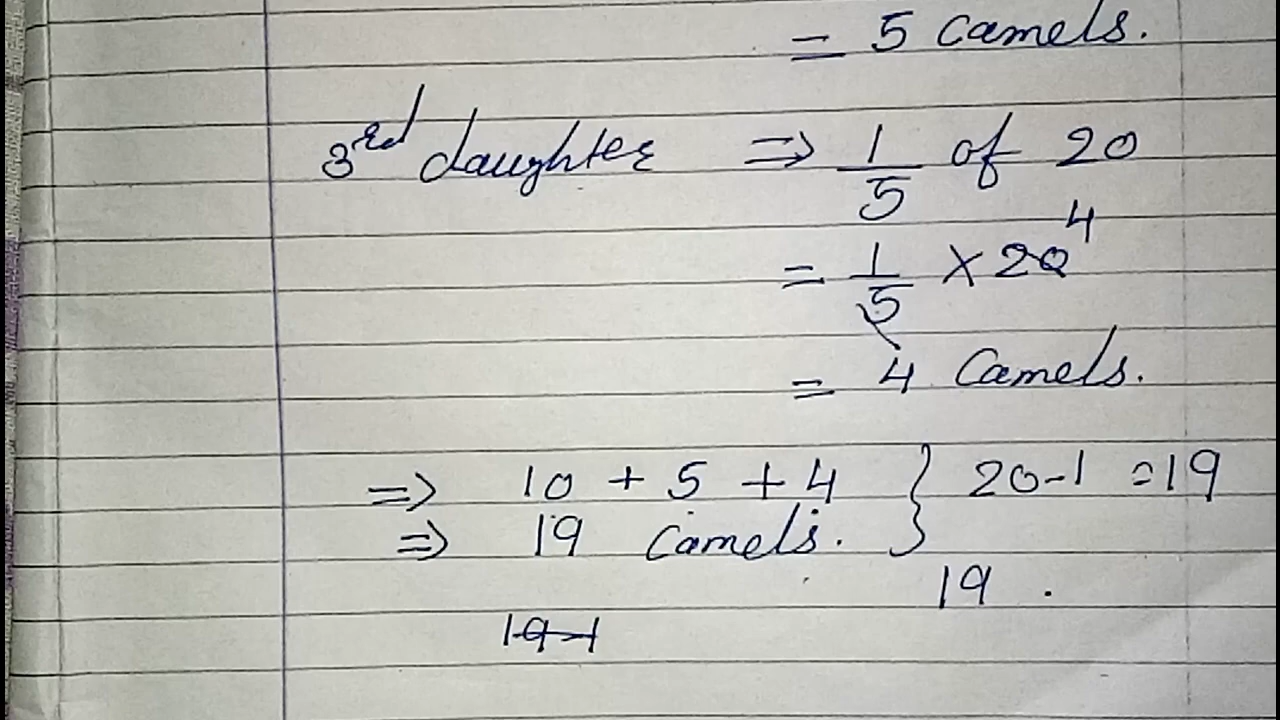 = 5 Camels.
3rd daughter => 1/5 of 20
= 1/5 × 20 4
= 4 Camels.
=> 10 + 5 + 4 } 20-1 = 19
=> 19 Camels.
19 .
19-1